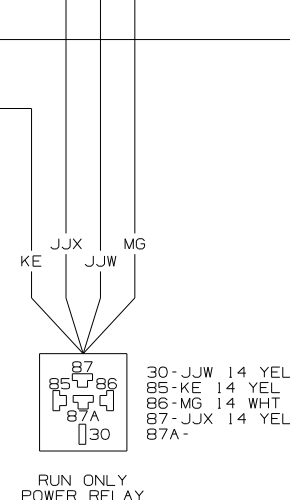 JJX
MG
KE
JJW
87
85
86
87A
30
30-JJW 14 YEL
85-KE 14 YEL
86-MG 14 WHT
87-JJX 14 YEL
87A-
RUN ONLY
POWER RELAY